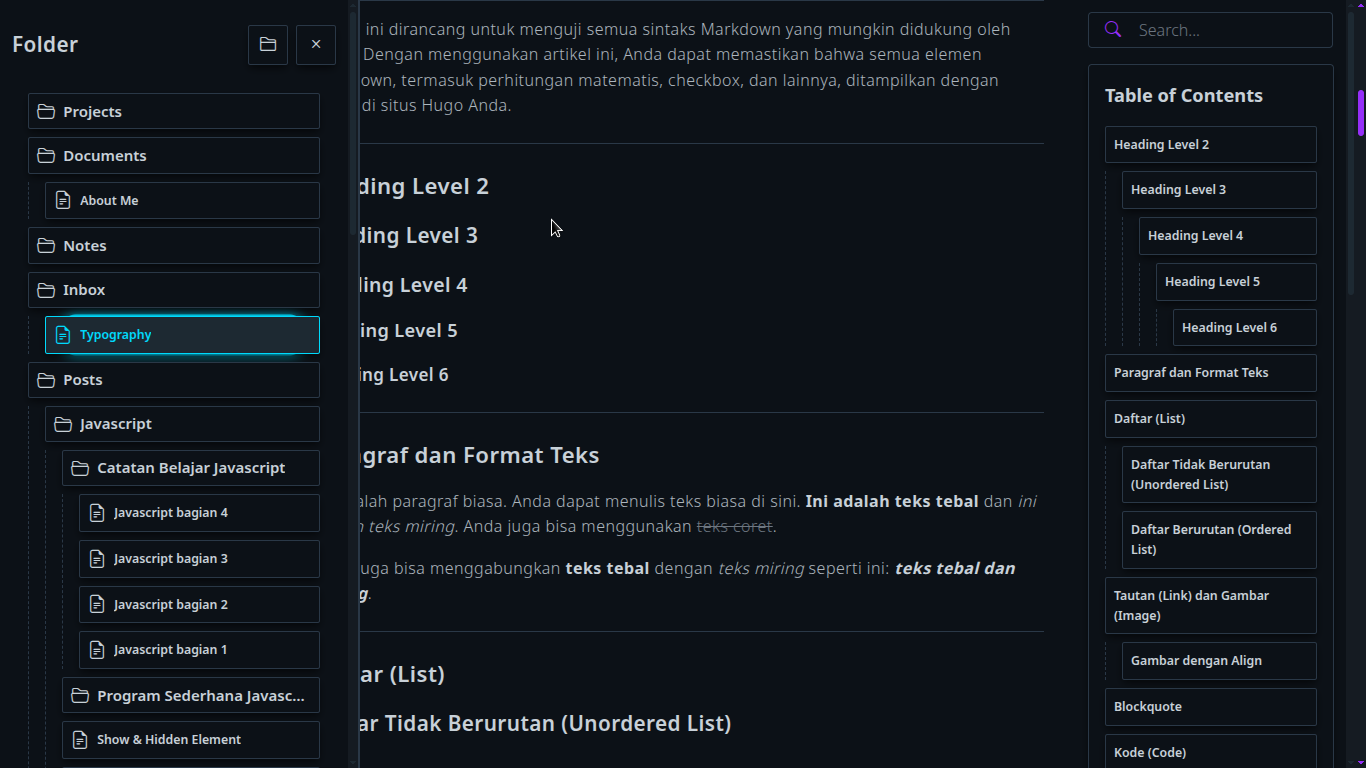 Folder
Projects
Documents
About Me
Notes
Inbox
Typography
Posts
Javascript
Catatan Belajar Javascript
Javascript bagian 4
Javascript bagian 3
Javascript bagian 2
Javascript bagian 1
Program Sederhana Javasc...
Show & Hidden Element
ini dirancang untuk menguji semua sintaks Markdown yang mungkin didukung oleh
Dengan menggunakan artikel ini, Anda dapat memastikan bahwa semua elemen
own, termasuk perhitungan matematis, checkbox, dan lainnya, ditampilkan dengan
di situs Hugo Anda.
ding Level 2
ding Level 3
ling Level 4
ing Level 5
ing Level 6
graf dan Format Teks
alah paragraf biasa. Anda dapat menulis teks biasa di sini. Ini adalah teks tebal dan ini
teks miring. Anda juga bisa menggunakan teks coret.
uga bisa menggabungkan teks tebal dengan teks miring seperti ini: teks tebal dan
g.
ar (List)
ar Tidak Berurutan (Unordered List)
Search...
Table of Contents
Heading Level 2
Heading Level 3
Heading Level 4
Heading Level 5
Heading Level 6
Paragraf dan Format Teks
Daftar (List)
Daftar Tidak Berurutan
(Unordered List)
Daftar Berurutan (Ordered
List)
Tautan (Link) dan Gambar
(Image)
Gambar dengan Align
Blockquote
Kode (Code)